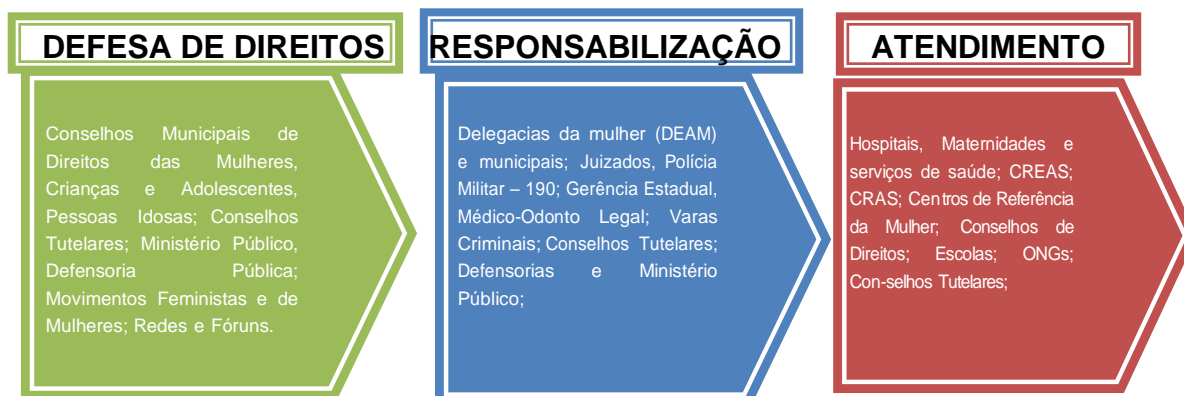 DEFESA DE DIREITOS
Conselhos Municipais de
Direitos das Mulheres,
Crianças e Adolescentes,
Pessoas Idosas; Conselhos
Tutelares; Ministério Público,
Defensoria Pública;
Movimentos Feministas e de
Mulheres; Redes e Fóruns.
RESPONSABILIZAÇÃO
Delegacias da mulher (DEAM)
e municipais; Juizados, Polícia
Militar – 190; Gerência Estadual,
Médico-Odonto Legal; Varas
Criminais; Conselhos Tutelares;
Defensorias e Ministério
Público;
ATENDIMENTO
Hospitais, Maternidades e
serviços de saúde; CREAS;
CRAS; Centros de Referência
da Mulher; Conselhos de
Direitos; Escolas; ONGs;
Con-selhos Tutelares;